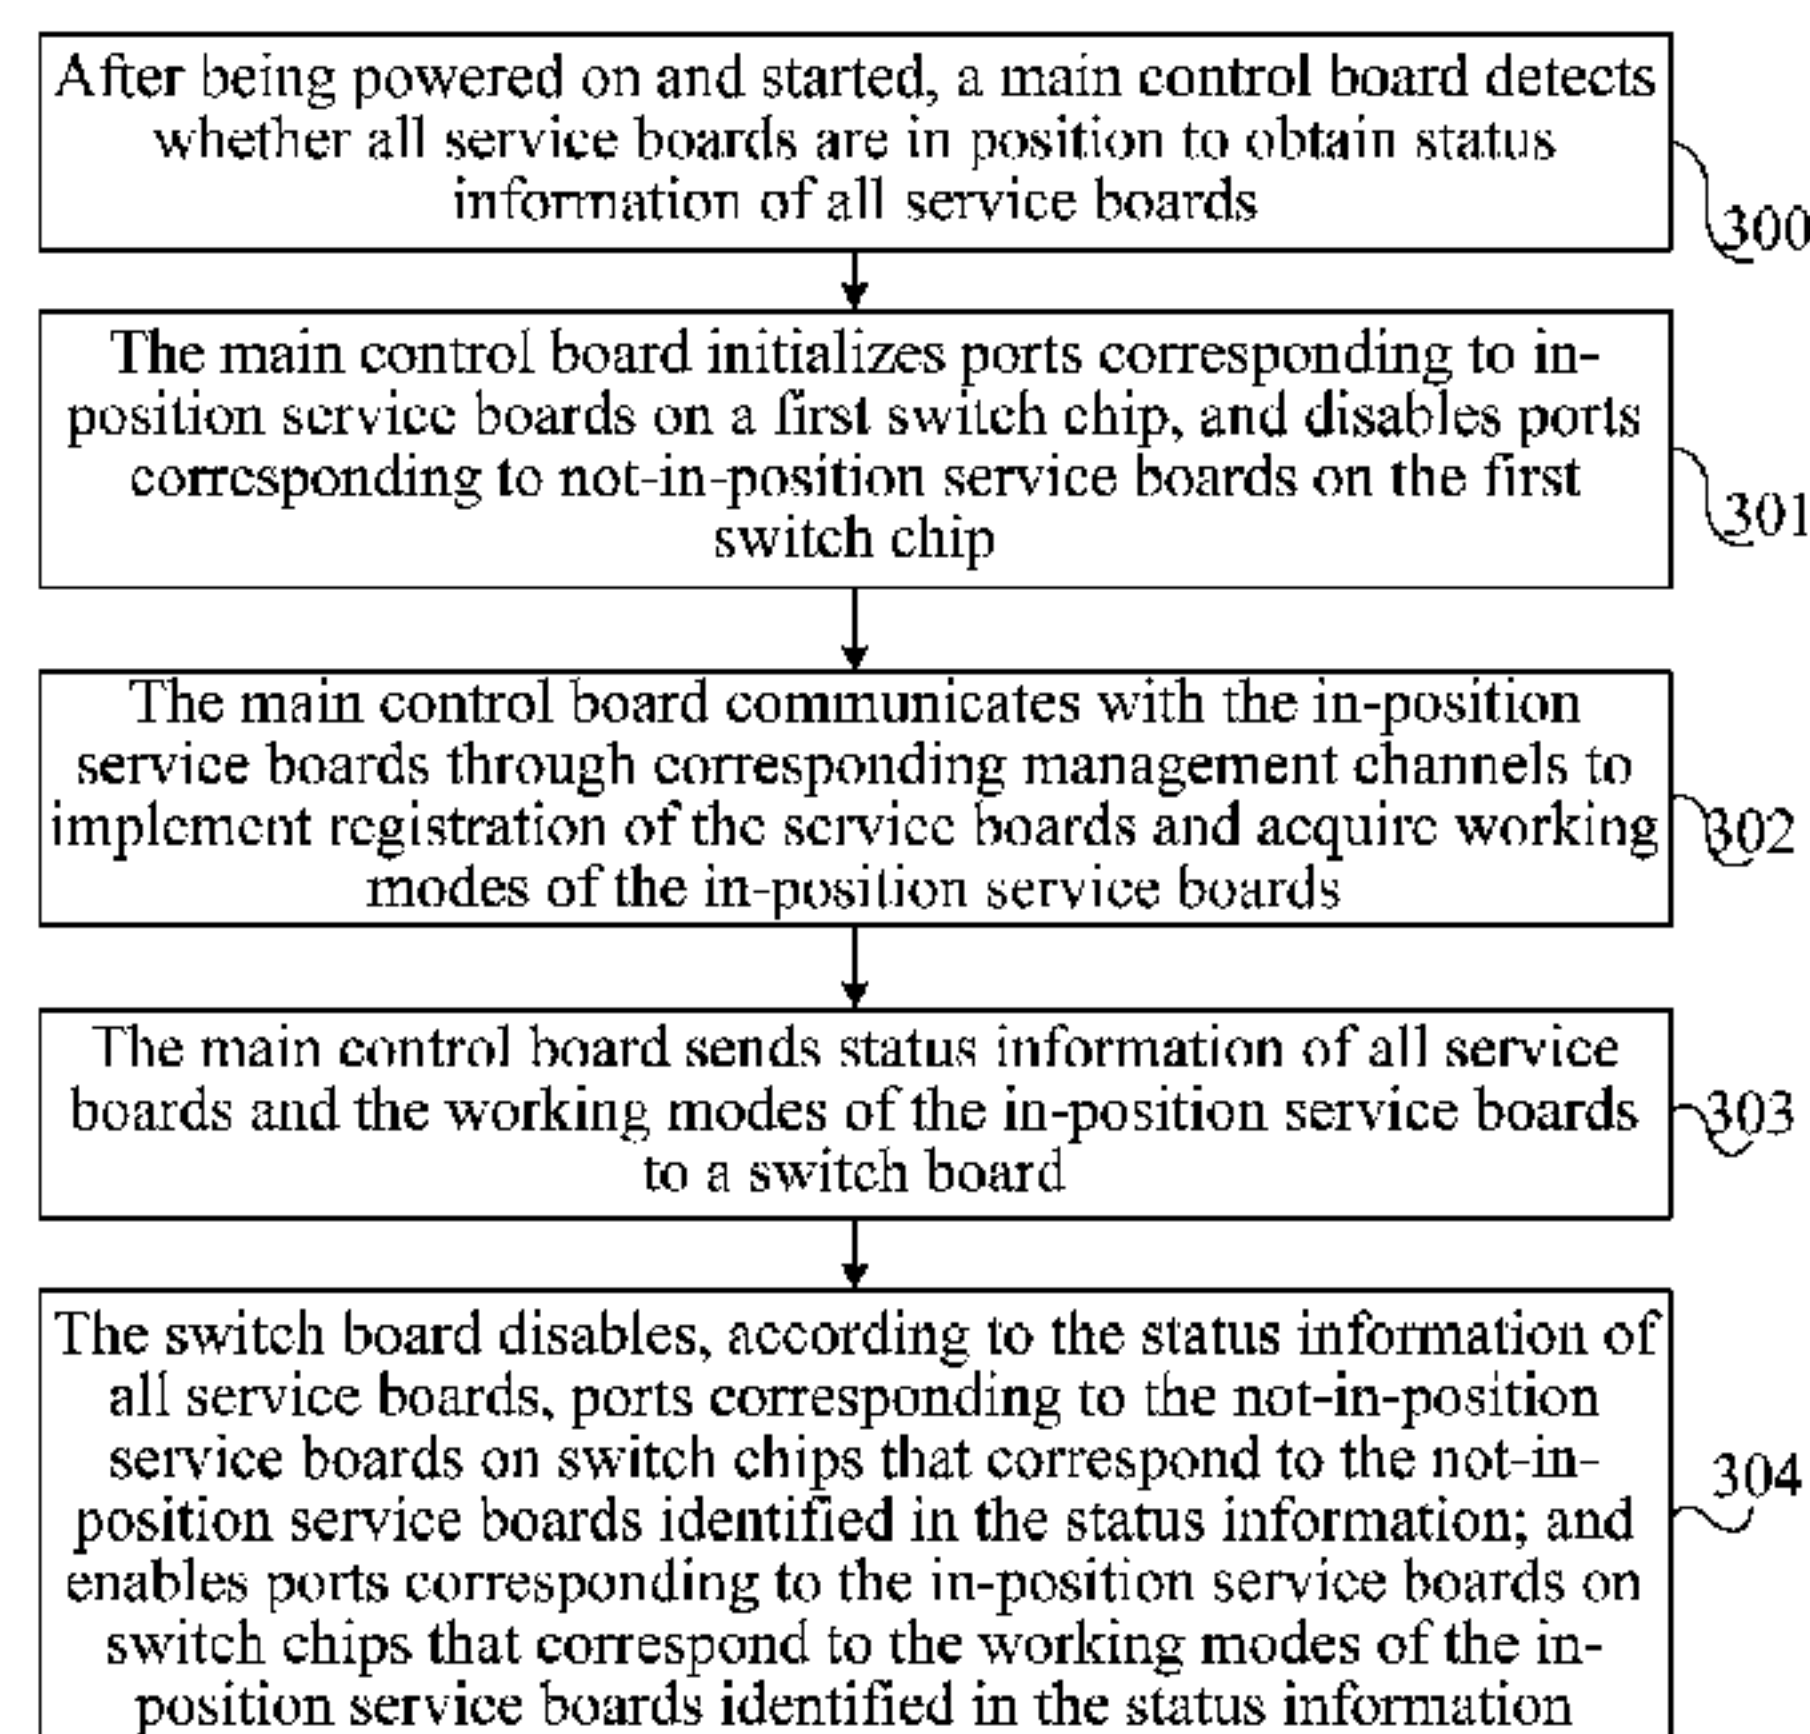 After being powered on and started, a main control board detects
whether all service boards are in position to obtain status
information of all service boards
300
The main control board initializes ports corresponding to in-
position service boards on a first switch chip, and disables ports
corresponding to not-in-position service boards on the first
switch chip
301
The main control board communicates with the in-position
service boards through corresponding management channels to
implement registration of the service boards and acquire working
modes of the in-position service boards
302
The main control board sends status information of all service
boards and the working modes of the in-position service boards
to a switch board
303
The switch board disables, according to the status information of
all service boards, ports corresponding to the not-in-position
service boards on switch chips that correspond to the not-in-
position service boards identified in the status information; and
enables ports corresponding to the in-position service boards on
switch chips that correspond to the working modes of the in-
position service boards identified in the status information
304